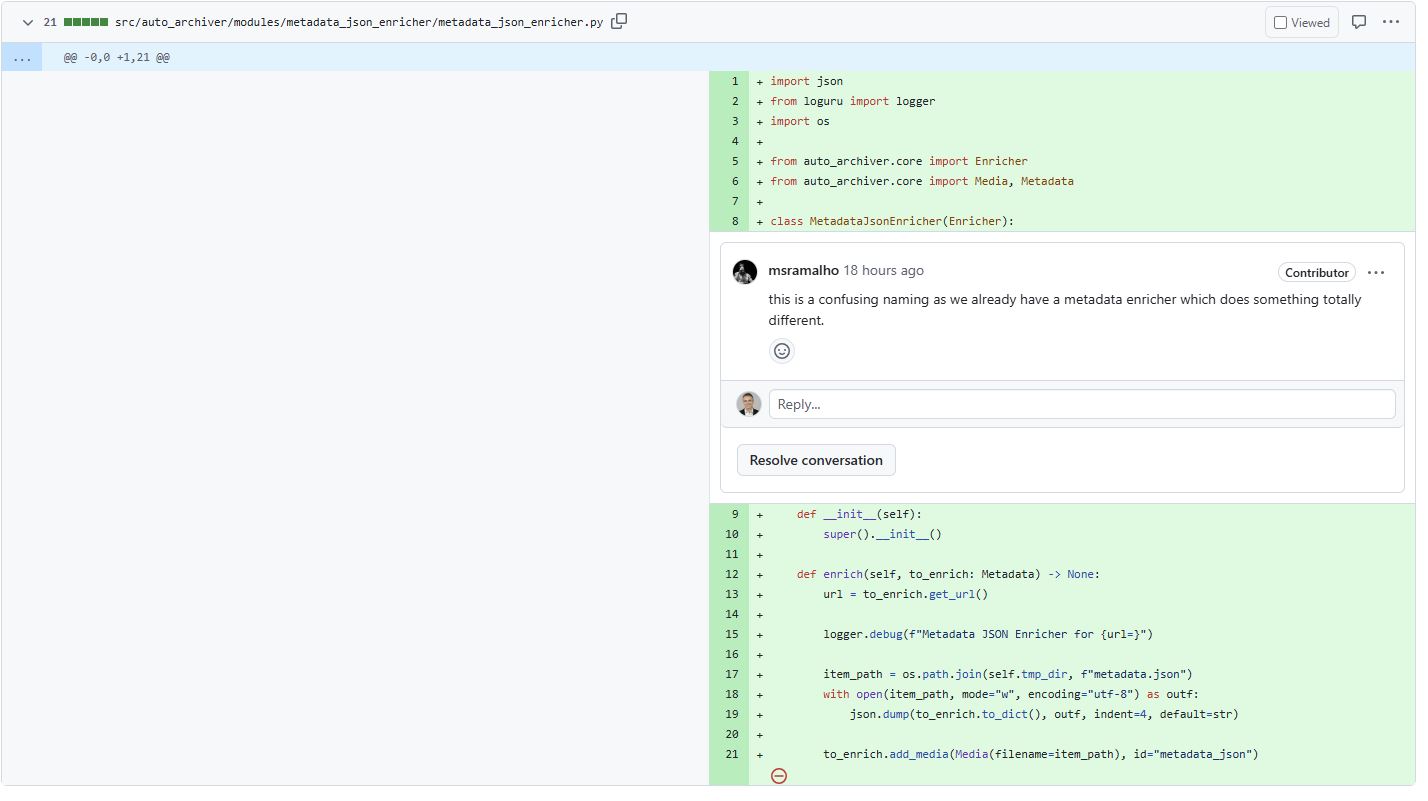 21 src/auto_archiver/modules/metadata_json_enricher/metadata_json_enricher.py Viewed
... @@ -0,0 +1,21 @@
1 + import json
2 + from loguru import logger
3 + import os
4 +
5 + from auto_archiver.core import Enricher
6 + from auto_archiver.core import Media, Metadata
7 +
8 + class MetadataJsonEnricher(Enricher):
msramalho 18 hours ago Contributor
this is a confusing naming as we already have a metadata enricher which does something totally
different.
Reply...
Resolve conversation
9 +     def __init__(self):
10 +         super().__init__()
11 +
12 +     def enrich(self, to_enrich: Metadata) -> None:
13 +         url = to_enrich.get_url()
14 +
15 +         logger.debug(f"Metadata JSON Enricher for {url=}")
16 +
17 +         item_path = os.path.join(self.tmp_dir, f"metadata.json")
18 +         with open(item_path, mode="w", encoding="utf-8") as outf:
19 +             json.dump(to_enrich.to_dict(), outf, indent=4, default=str)
20 +
21 +         to_enrich.add_media(Media(filename=item_path), id="metadata_json")